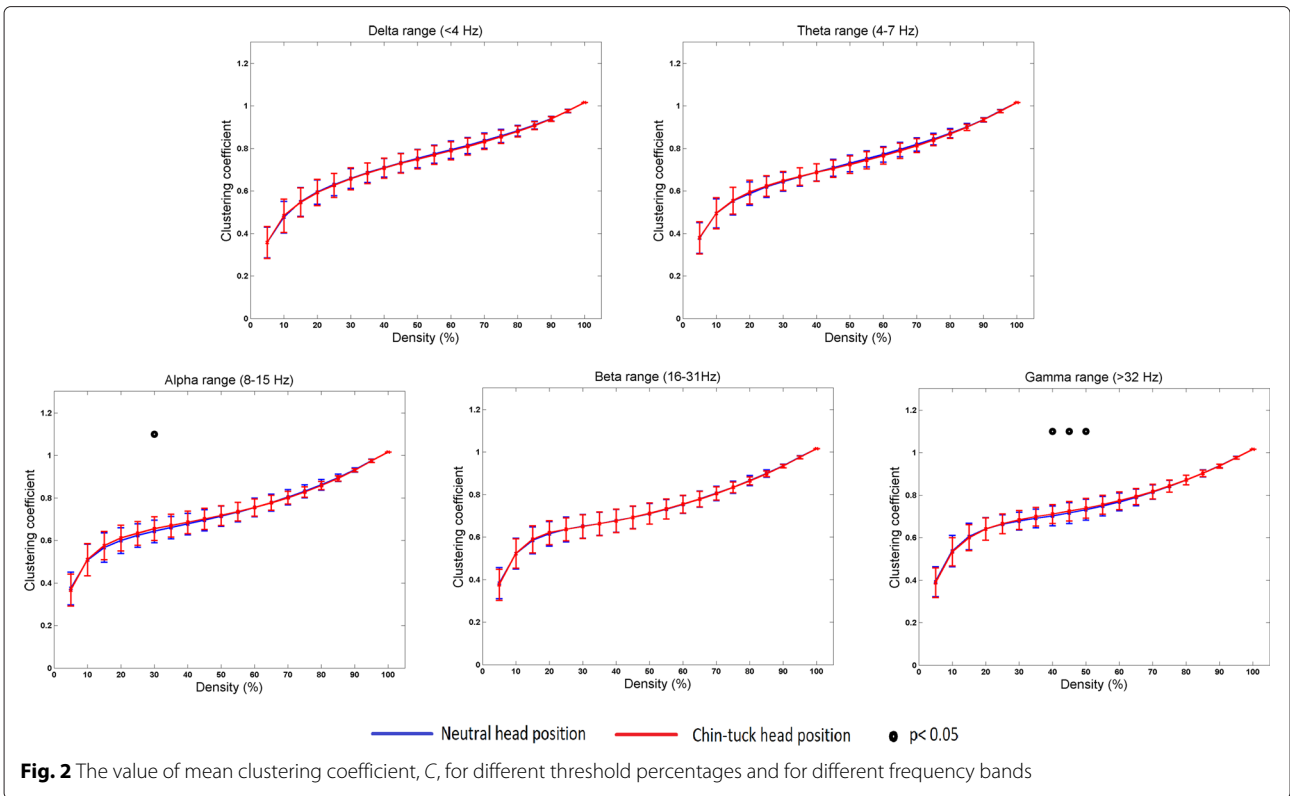 Delta range (<4 Hz)
Clustering coefficient
1.2
1
0.8
0.6
0.4
0.2
0
0 10 20 30 40 50 60 70 80 90 100
Density (%)
Theta range (4-7 Hz)
Clustering coefficient
1.2
1
0.8
0.6
0.4
0.2
0
0 10 20 30 40 50 60 70 80 90 100
Density (%)
Alpha range (8-15 Hz)
Clustering coefficient
1.2
1
0.8
0.6
0.4
0.2
0
0 10 20 30 40 50 60 70 80 90 100
Density (%)
Beta range (16-31Hz)
Clustering coefficient
1.2
1
0.8
0.6
0.4
0.2
0
0 10 20 30 40 50 60 70 80 90 100
Density (%)
Gamma range (>32 Hz)
Clustering coefficient
1.2
1
0.8
0.6
0.4
0.2
0
0 10 20 30 40 50 60 70 80 90 100
Density (%)
Neutral head position Chin-tuck head position p< 0.05
Fig. 2 The value of mean clustering coefficient, C, for different threshold percentages and for different frequency bands